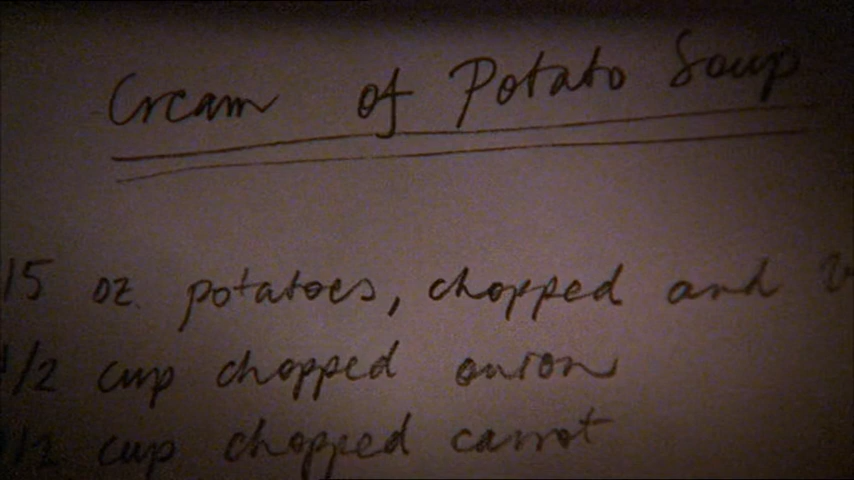 Cream of Potato Soup
15 oz. potatoes, chopped and
1/2 cup chopped onion
1/2 cup chopped carrot